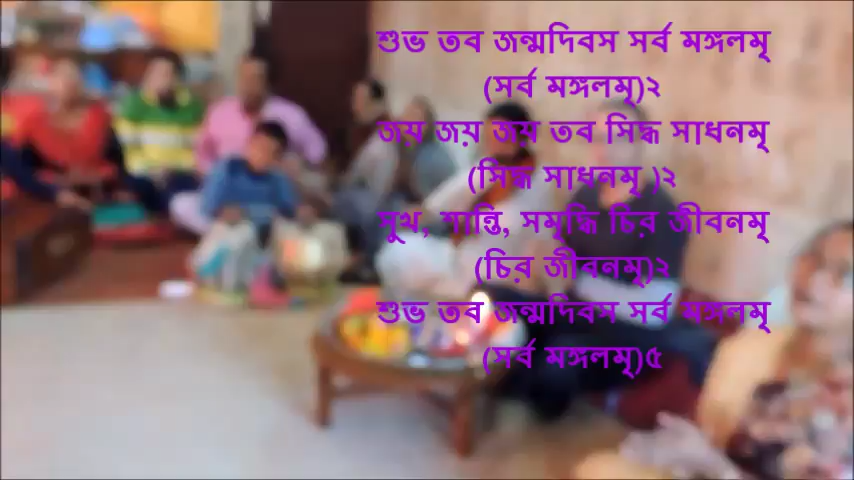 শুভ তব জন্মদিবস সর্ব মঙ্গলমৃ
(সর্ব মঙ্গলমৃ)২
জয় জয় জয় তব সিদ্ধ সাধনমৃ
(সিদ্ধ সাধনমৃ )২
সুখ, শান্তি, সমৃদ্ধি চির জীবনমৃ
(চির জীবনমৃ)২
শুভ তব জন্মদিবস সর্ব মঙ্গলমৃ
(সর্ব মঙ্গলমৃ)৫